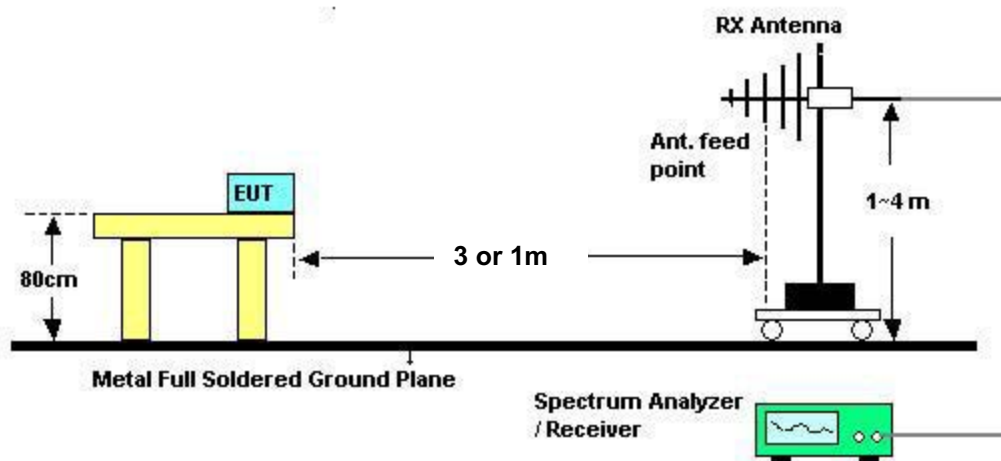 RX Antenna
Ant. feed
point
EUT
1~4 m
3 or 1m
80cm
Metal Full Soldered Ground Plane
Spectrum Analyzer
/ Receiver